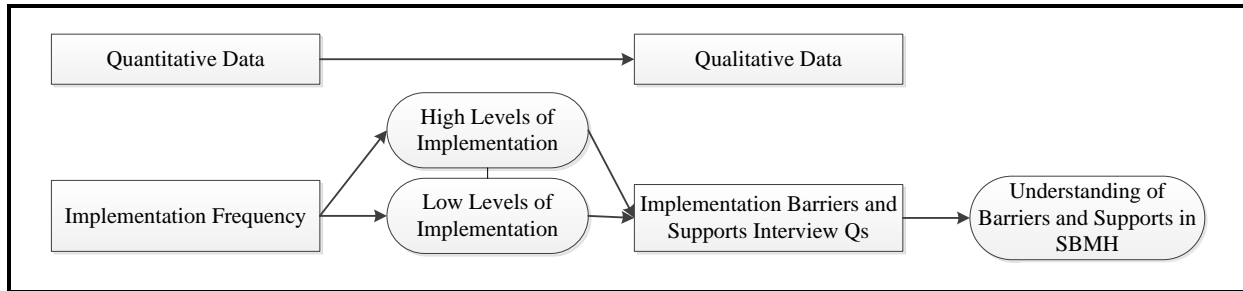 Quantitative Data
Qualitative Data
High Levels of
Implementation
Implementation Frequency
Low Levels of
Implementation
Implementation Barriers and
Supports Interview Qs
Understanding of
Barriers and Supports in
SBMH